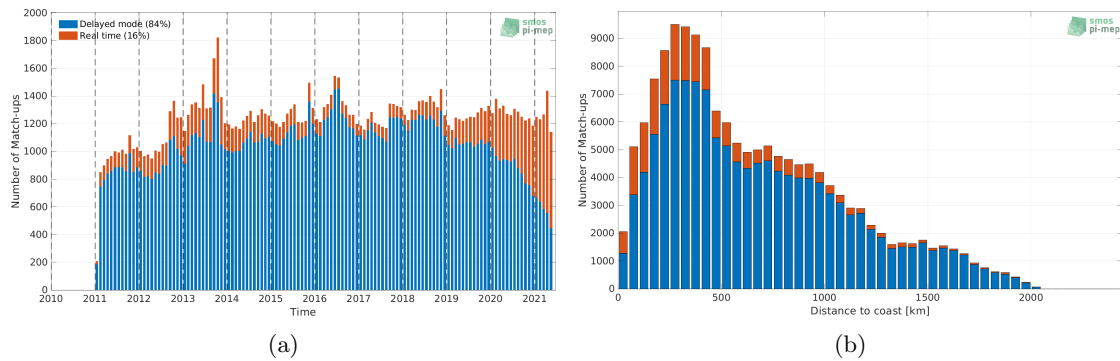 2000
1800
1600
1400
1200
1000
800
600
400
200
0
Number of Match-ups
Delayed mode (84%)
Real time (16%)
smos
pi-mep
2010 2011 2012 2013 2014 2015 2016 2017 2018 2019 2020 2021
Time
(a)
9000
8000
7000
6000
5000
4000
3000
2000
1000
0
Number of Match-ups
smos
pi-mep
0 500 1000 1500 2000
Distance to coast [km]
(b)